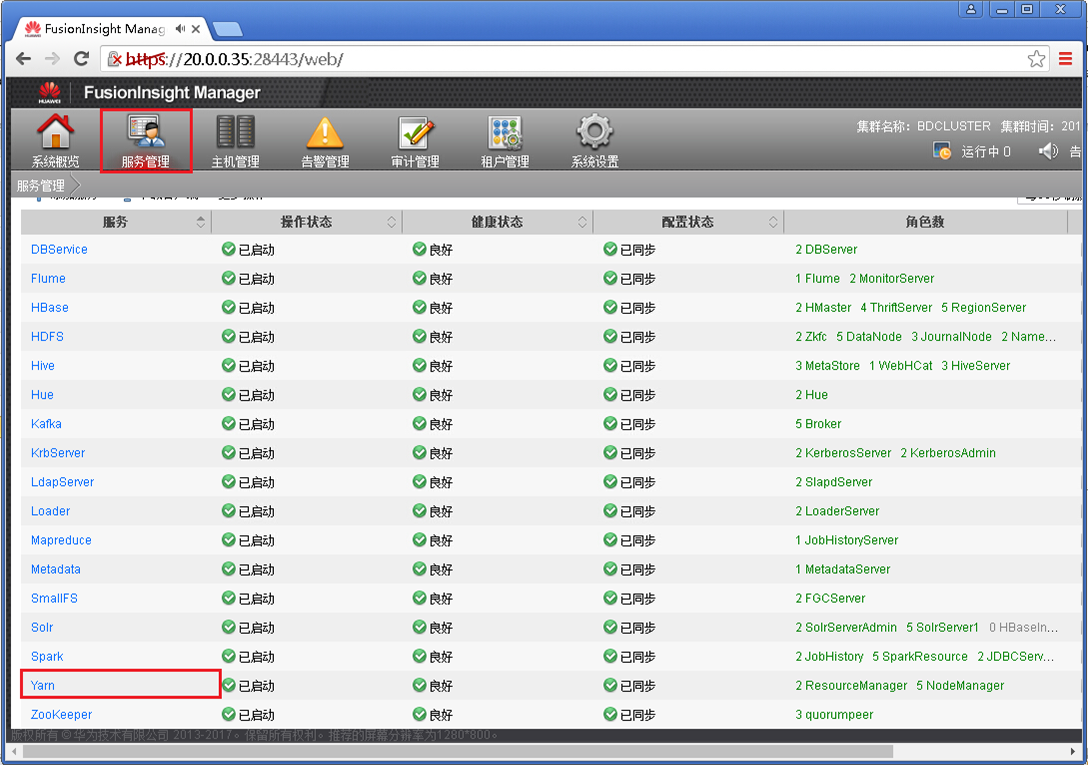 FusionInsight Manag
https://20.0.0.35:28443/web/
HUAWEI FusionInsight Manager
系统概览 服务管理 主机管理 告警管理 审计管理 租户管理 系统设置
集群名称: BDCLUSTER 集群时间: 201
运行中 0 告
服务管理
服务 操作状态 健康状态 配置状态 角色数
DBService 已启动 良好 已同步 2 DBServer
Flume 已启动 良好 已同步 1 Flume 2 MonitorServer
HBase 已启动 良好 已同步 2 HMaster 4 ThriftServer 5 RegionServer
HDFS 已启动 良好 已同步 2 Zkfc 5 DataNode 3 JournalNode 2 Name...
Hive 已启动 良好 已同步 3 MetaStore 1 WebHCat 3 HiveServer
Hue 已启动 良好 已同步 2 Hue
Kafka 已启动 良好 已同步 5 Broker
KrbServer 已启动 良好 已同步 2 KerberosServer 2 KerberosAdmin
LdapServer 已启动 良好 已同步 2 SlapdServer
Loader 已启动 良好 已同步 2 LoaderServer
Mapreduce 已启动 良好 已同步 1 JobHistoryServer
Metadata 已启动 良好 已同步 1 MetadataServer
SmallFS 已启动 良好 已同步 2 FGCServer
Solr 已启动 良好 已同步 2 SolrServerAdmin 5 SolrServer1 0 HBaseIn...
Spark 已启动 良好 已同步 2 JobHistory 5 SparkResource 2 JDBCServ...
Yarn 已启动 良好 已同步 2 ResourceManager 5 NodeManager
ZooKeeper 已启动 良好 已同步 3 quorumpeer
版权所有 © 华为技术有限公司 2013-2017。保留所有权利。推荐的屏幕分辨率为1280*800。